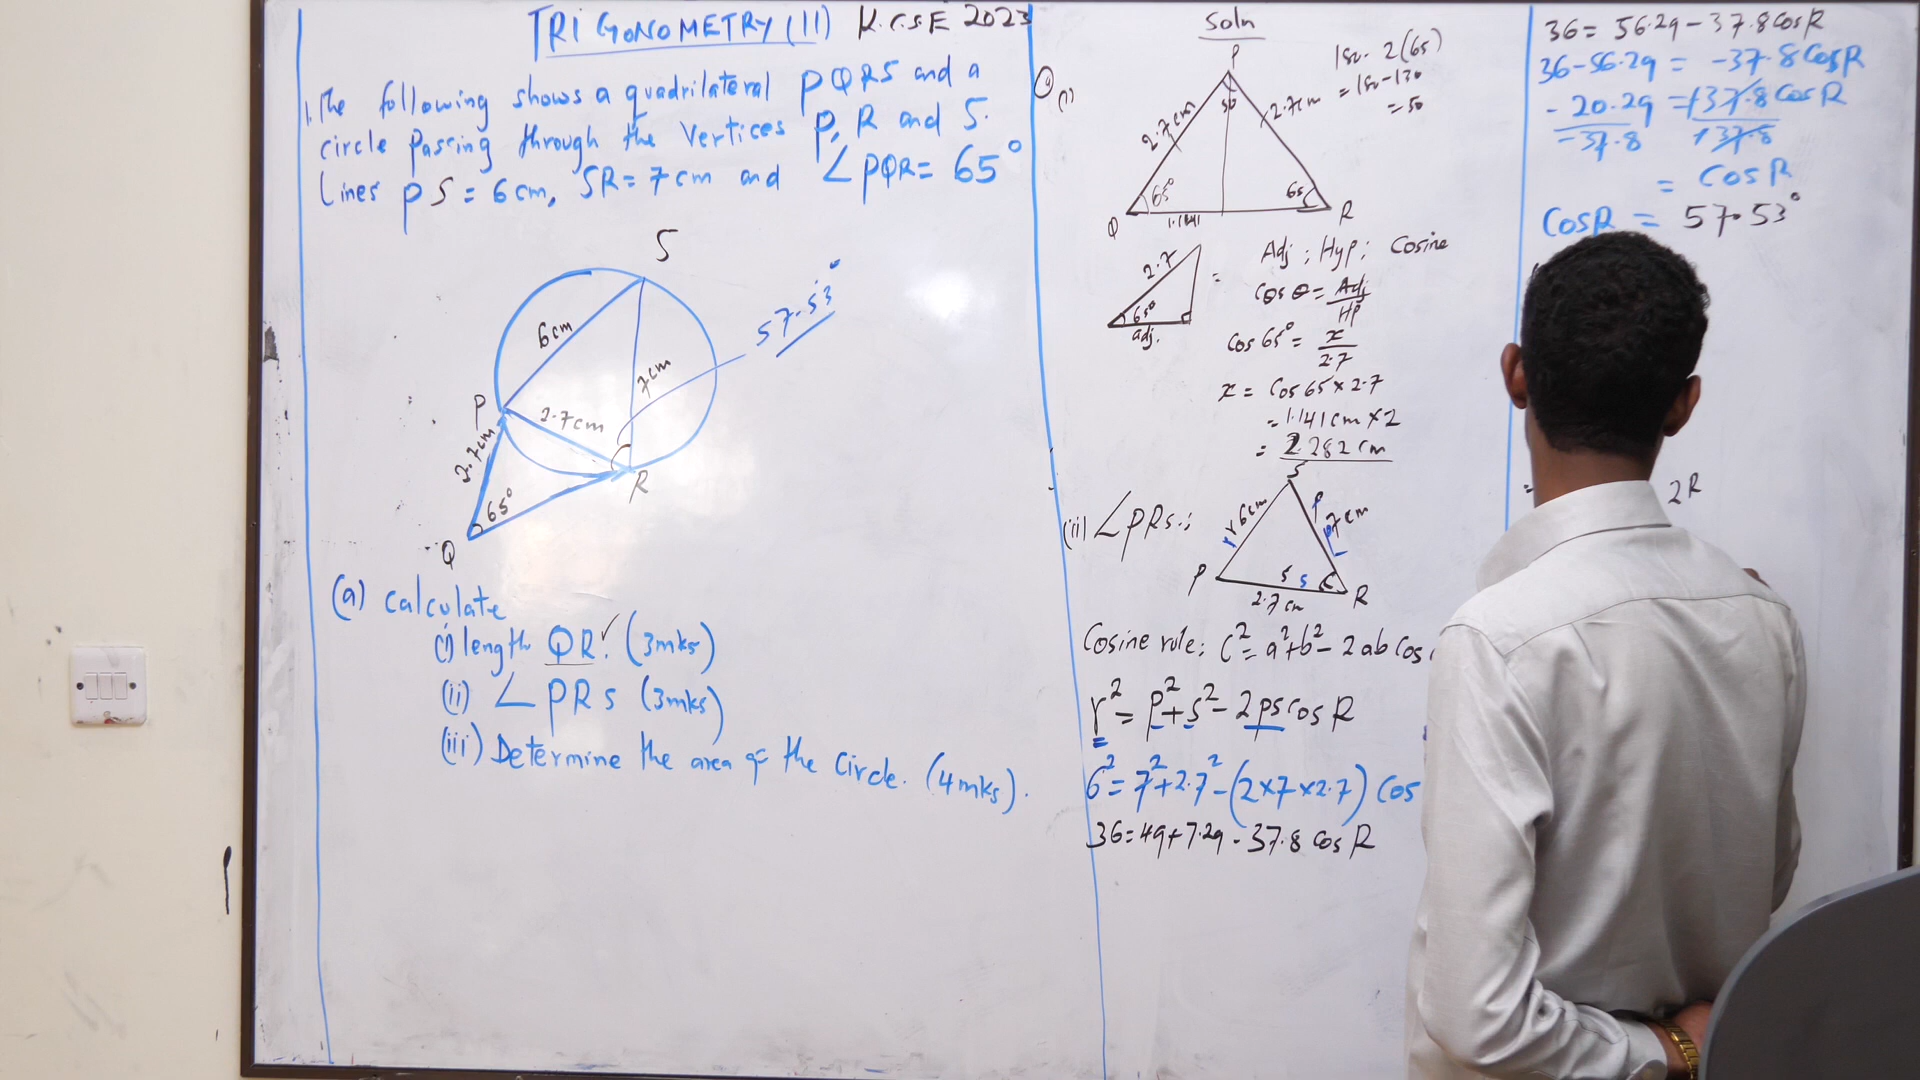 TRIGONOMETRY (II) K.C.S.E 2023
1. The following shows a quadrilateral PQRS and a
circle Passing through the Vertices P, R and S.
Lines PS = 6cm, SR = 7cm and ∠PQR = 65°
S
6cm
7cm
57.53°
P
2.7cm
2.7cm
R
65°
Q
(a) calculate
(i) length QR. ✓ (3mks)
(ii) ∠PRS (3mks)
(iii) Determine the area of the circle. (4mks).
Soln
(i)
P
50
2.7cm
2.7cm
65°
65
Q
1.1141
R
180 - 2(65)
= 180 - 130
= 50
2.7
65°
adj.
= Adj ; Hyp ; Cosine
Cos θ = Adj/HP
Cos 65° = x/2.7
x = Cos 65 × 2.7
= 1.141cm × 2
= 2.282cm
(ii) ∠PRS.;
S
r 6cm
P 7cm
P
S s
2.7cm
R
Cosine rule; C² = a² + b² - 2ab Cos
r² = P² + s² - 2ps cos R
6² = 7² + 2.7² - (2×7×2.7) Cos
36 = 49 + 7.29 - 37.8 cos R
36 = 56.29 - 37.8 cos R
36 - 56.29 = -37.8 Cos R
-20.29/-37.8 = +37.8 Cos R/+37.8
= Cos R
Cos R = 57.53°
=
2R